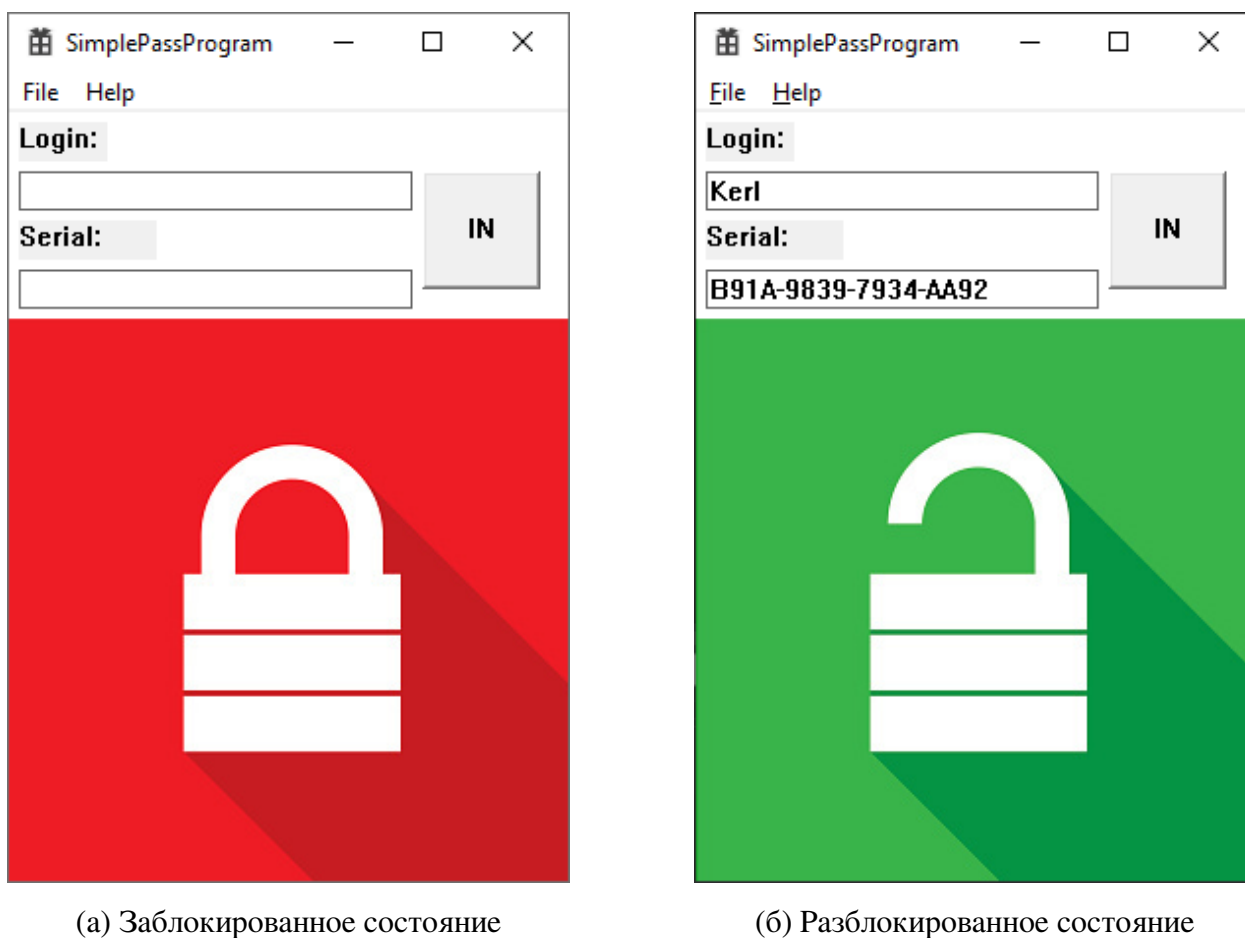 SimplePassProgram
File Help
Login:
IN
Serial:
(а) Заблокированное состояние
SimplePassProgram
File Help
Login:
Kerl
IN
Serial:
B91A-9839-7934-AA92
(б) Разблокированное состояние